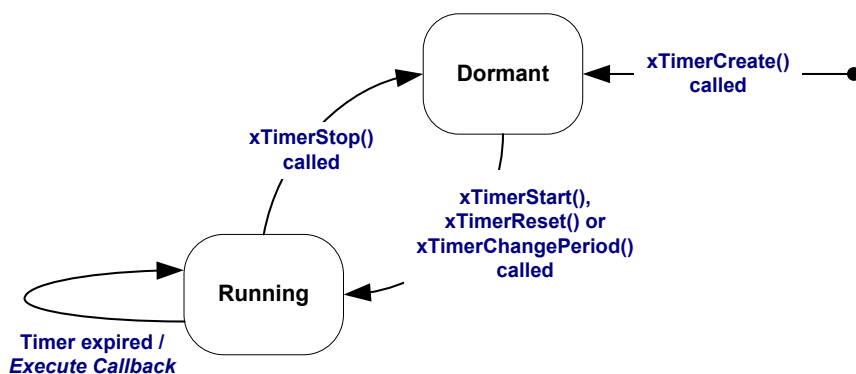 Dormant
xTimerCreate()
called
xTimerStop()
called
xTimerStart(),
xTimerReset() or
xTimerChangePeriod()
called
Running
Timer expired /
Execute Callback